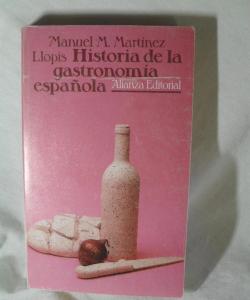 Manuel M. Martínez
Llopis Historia de la
gastronomía
española Alianza Editorial